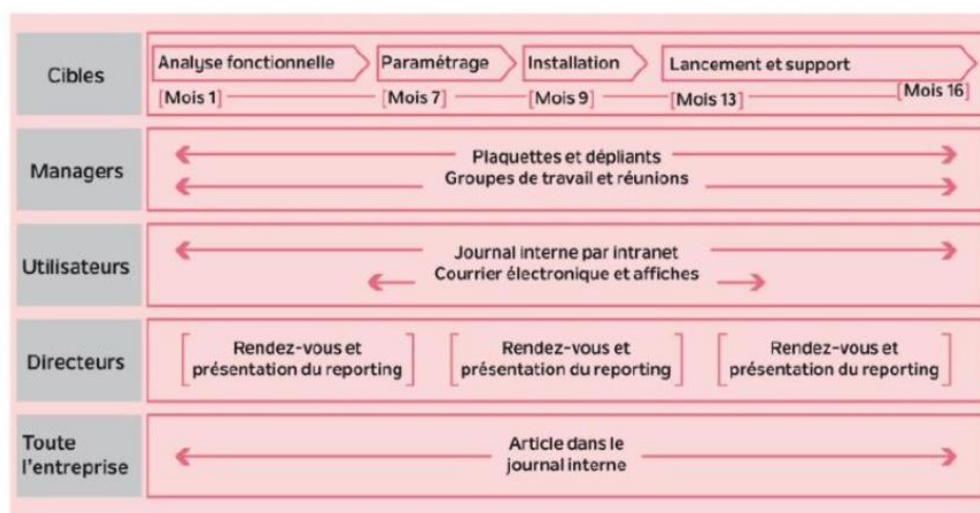 Cibles
Analyse fonctionnelle
Paramétrage
Installation
Lancement et support
[Mois 1]
[Mois 7]
[Mois 9]
[Mois 13]
[Mois 16]
Managers
Plaquettes et dépliants
Groupes de travail et réunions
Utilisateurs
Journal interne par intranet
Courrier électronique et affiches
Directeurs
Rendez-vous et
présentation du reporting
Rendez-vous et
présentation du reporting
Rendez-vous et
présentation du reporting
Toute
l'entreprise
Article dans le
journal interne